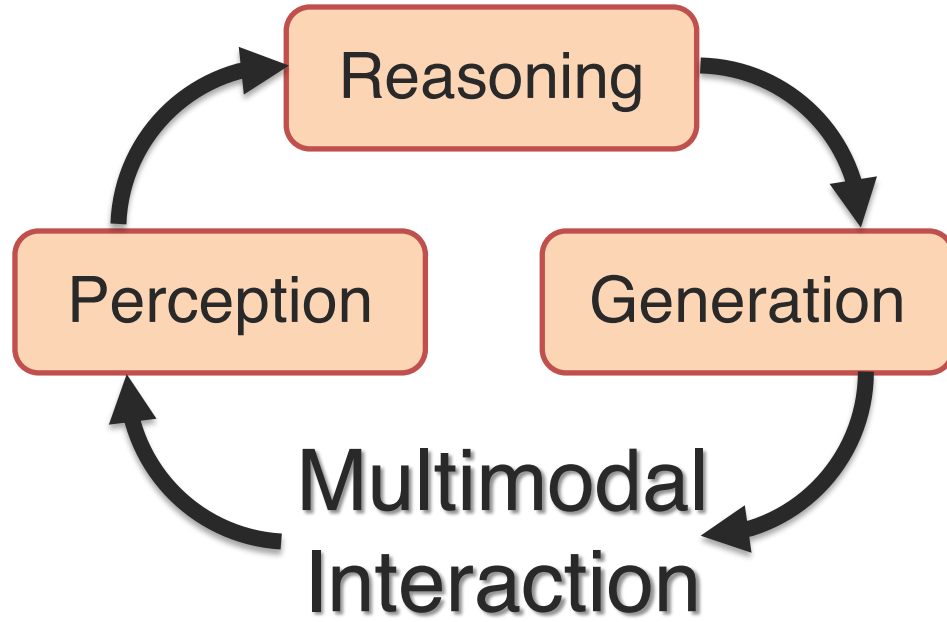 Reasoning
Perception
Generation
Multimodal
Interaction